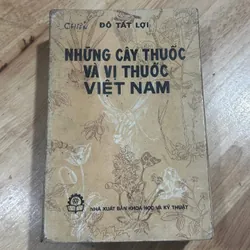 ĐỖ TẤT LỢI
NHỮNG CÂY THUỐC
VÀ VỊ THUỐC
VIỆT NAM
NHÀ XUẤT BẢN KHOA HỌC VÀ KỸ THUẬT